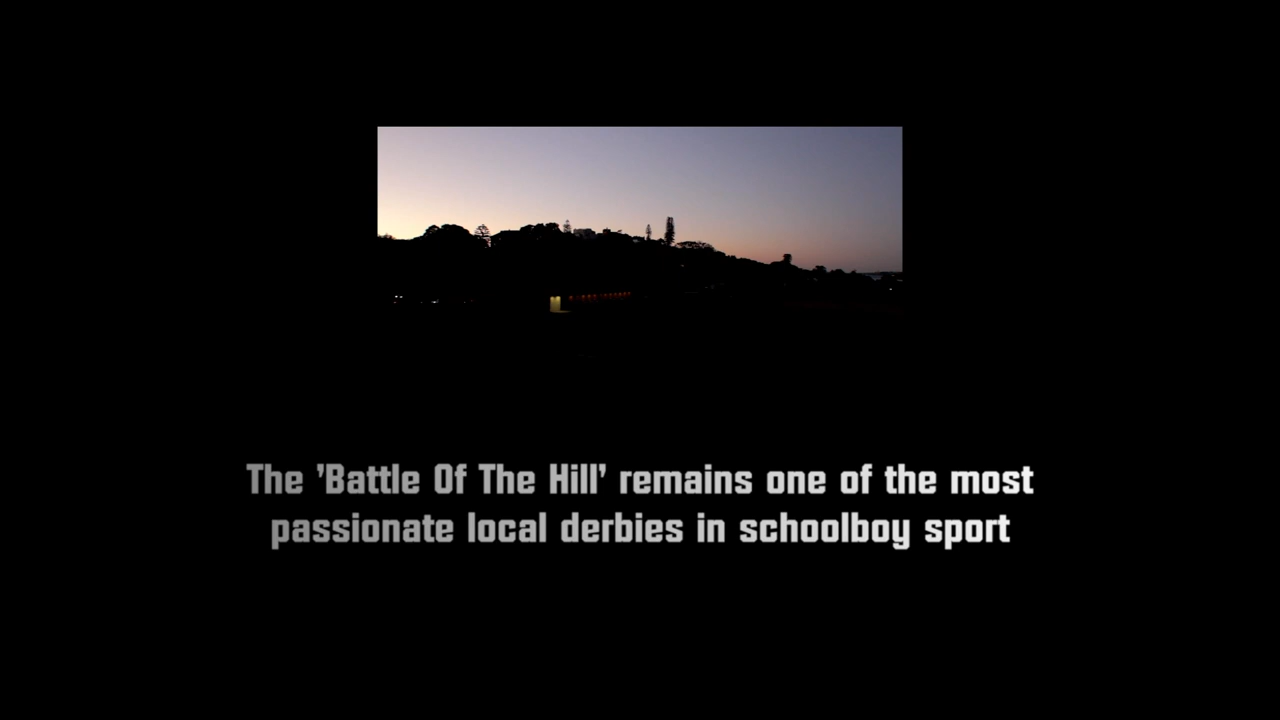 The 'Battle Of The Hill' remains one of the most
passionate local derbies in schoolboy sport